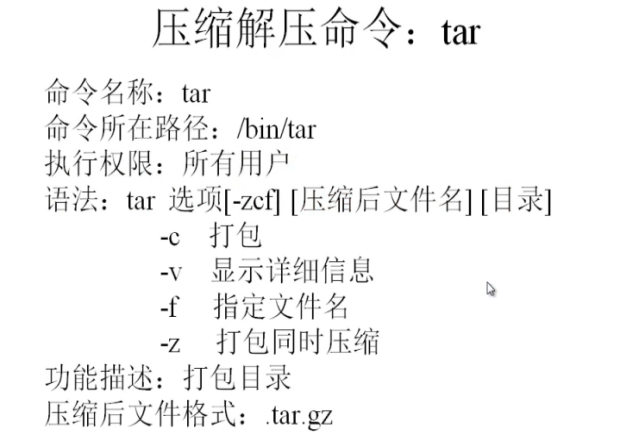 压缩解压命令：tar
命令名称：tar
命令所在路径：/bin/tar
执行权限：所有用户
语法：tar 选项[-zcf] [压缩后文件名] [目录]
-c 打包
-v 显示详细信息
-f 指定文件名
-z 打包同时压缩
功能描述：打包目录
压缩后文件格式：.tar.gz